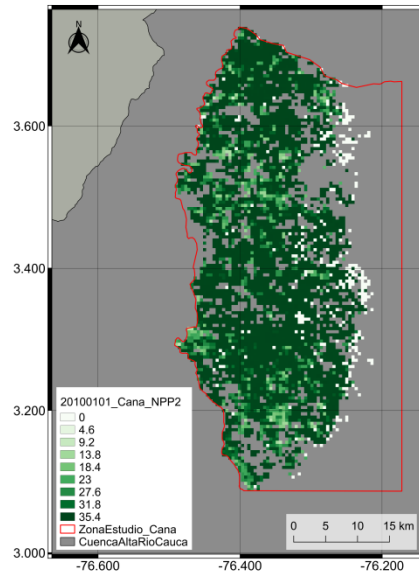 N
3.600
3.400
3.200
3.000
20100101_Cana_NPP2
0
4.6
9.2
13.8
18.4
23
27.6
31.8
35.4
ZonaEstudio_Cana
CuencaAltaRioCauca
0 5 10 15 km
-76.600 -76.400 -76.200